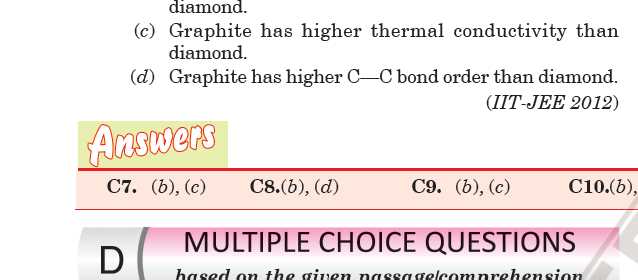 diamond.
(c) Graphite has higher thermal conductivity than
diamond.
(d) Graphite has higher C—C bond order than diamond.
(IIT-JEE 2012)
Answers
C7. (b), (c) C8.(b), (d) C9. (b), (c) C10.(b),
D MULTIPLE CHOICE QUESTIONS
based on the given passage/comprehension